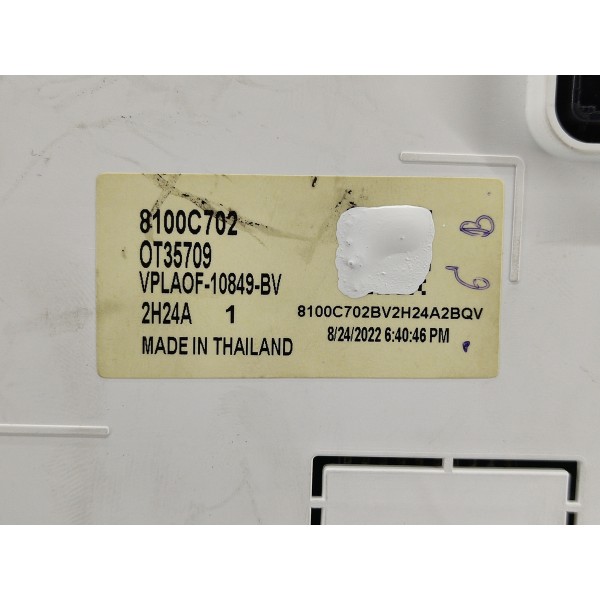 8100C702
OT35709
VPLAOF-10849-BV
2H24A 1
8100C702BV2H24A2BQV
8/24/2022 6:40:46 PM
MADE IN THAILAND